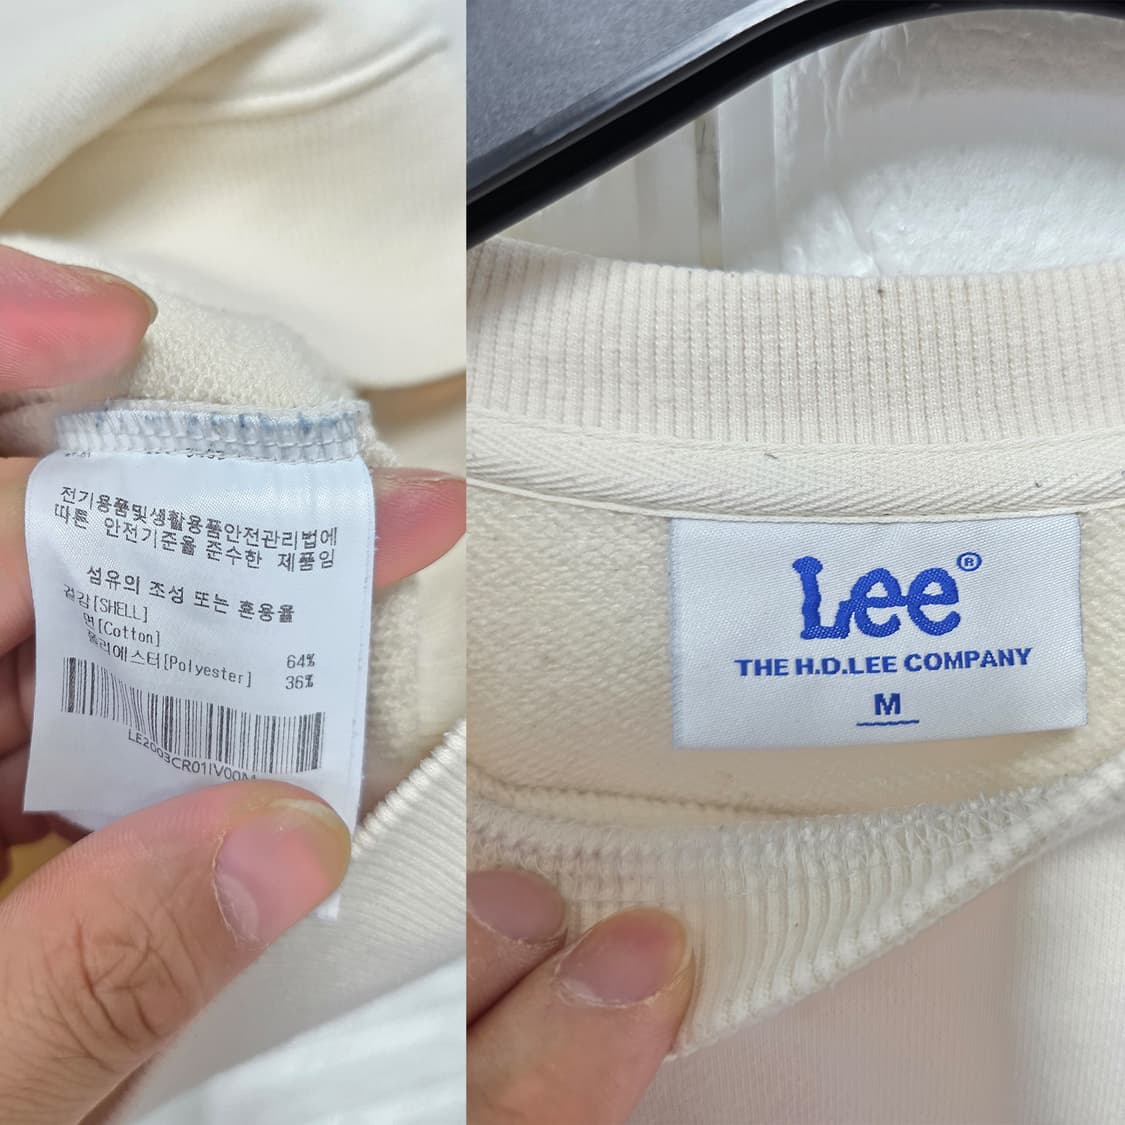 전기용품및생활용품안전관리법에
따른 안전기준을 준수한 제품임
섬유의 조성 또는 혼용율
겉감[SHELL]
면[Cotton] 64%
폴리에스터[Polyester] 36%
LE2003CR01IV00M
Lee®
THE H.D.LEE COMPANY
M